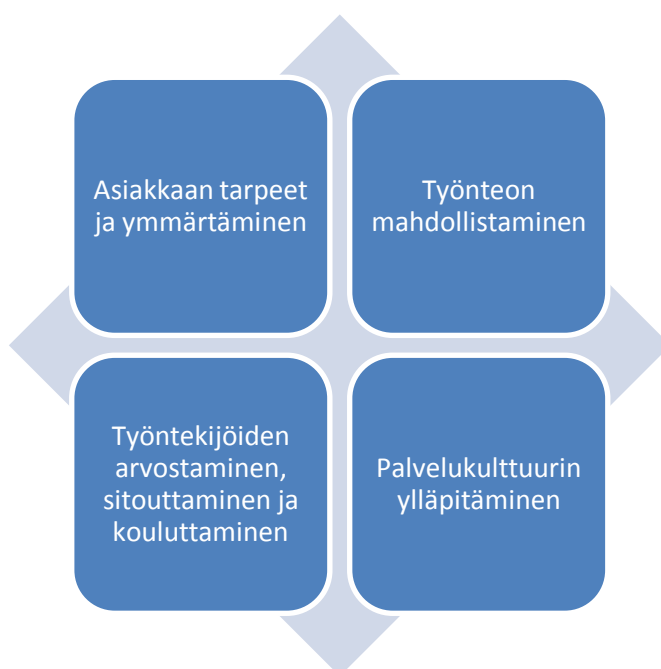 Asiakkaan tarpeet
ja ymmärtäminen
Työnteon
mahdollistaminen
Työntekijöiden
arvostaminen,
sitouttaminen ja
kouluttaminen
Palvelukulttuurin
ylläpitäminen